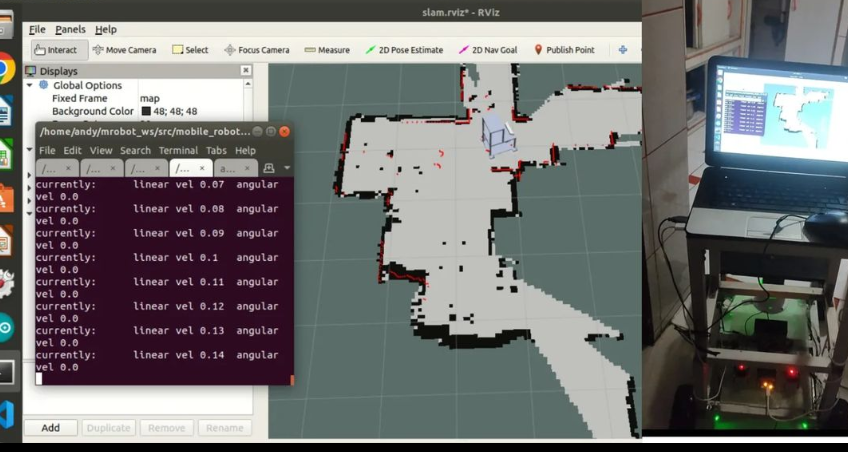 slam.rviz* - RViz
File Panels Help
Interact Move Camera Select Focus Camera Measure 2D Pose Estimate 2D Nav Goal Publish Point
Displays
Global Options
Fixed Frame map
Background Color 48; 48; 48
/home/andy/mrobot_ws/src/mobile_robot...
File Edit View Search Terminal Tabs Help
/... × /... × /... × /... × a... ×
currently: linear vel 0.07 angular
vel 0.0
currently: linear vel 0.08 angular
vel 0.0
currently: linear vel 0.09 angular
vel 0.0
currently: linear vel 0.1 angular
vel 0.0
currently: linear vel 0.11 angular
vel 0.0
currently: linear vel 0.12 angular
vel 0.0
currently: linear vel 0.13 angular
vel 0.0
currently: linear vel 0.14 angular
vel 0.0
Add Duplicate Remove Rename